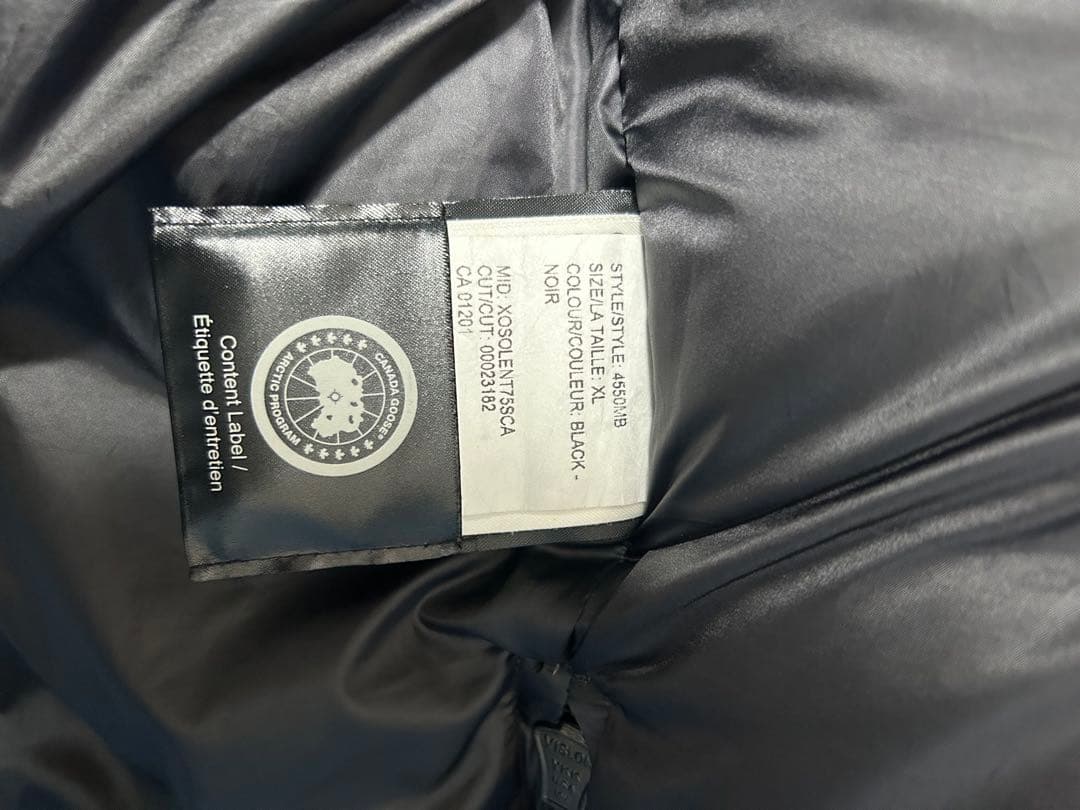 STYLE/STYLE: 4550MB
SIZE/LA TAILLE: XL
COLOUR/COULEUR: BLACK -
NOIR
MID: XOSOLENT75SCA
CUT/CUT: 00023182
CA 01201
CANADA GOOSE®
ARCTIC PROGRAM
Content Label /
Étiquette d'entretien
YKK